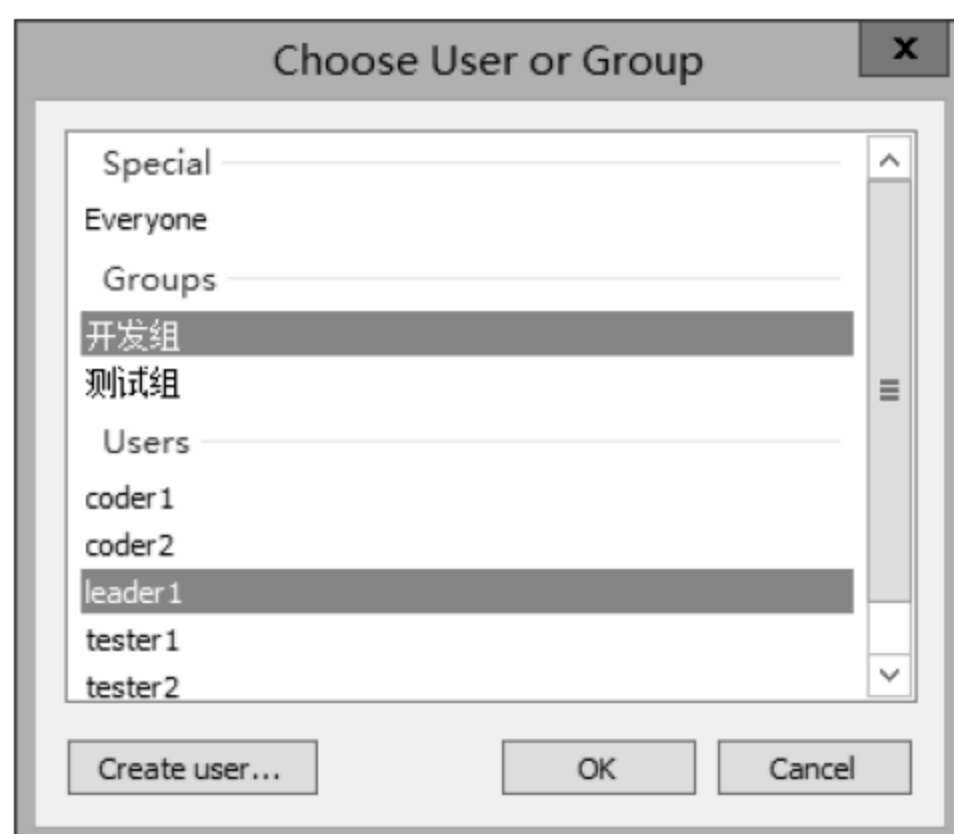 Choose User or Group
x
Special
Everyone
Groups
开发组
测试组
Users
coder1
coder2
leader1
tester1
tester2
Create user... OK Cancel